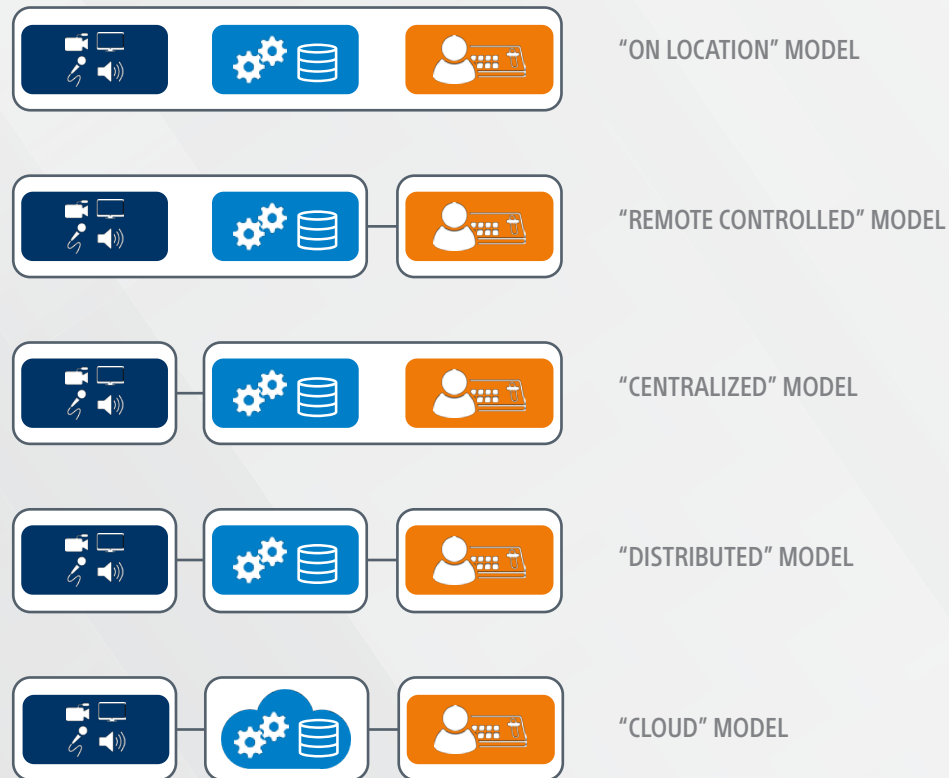 “ON LOCATION” MODEL
“REMOTE CONTROLLED” MODEL
“CENTRALIZED” MODEL
“DISTRIBUTED” MODEL
“CLOUD” MODEL